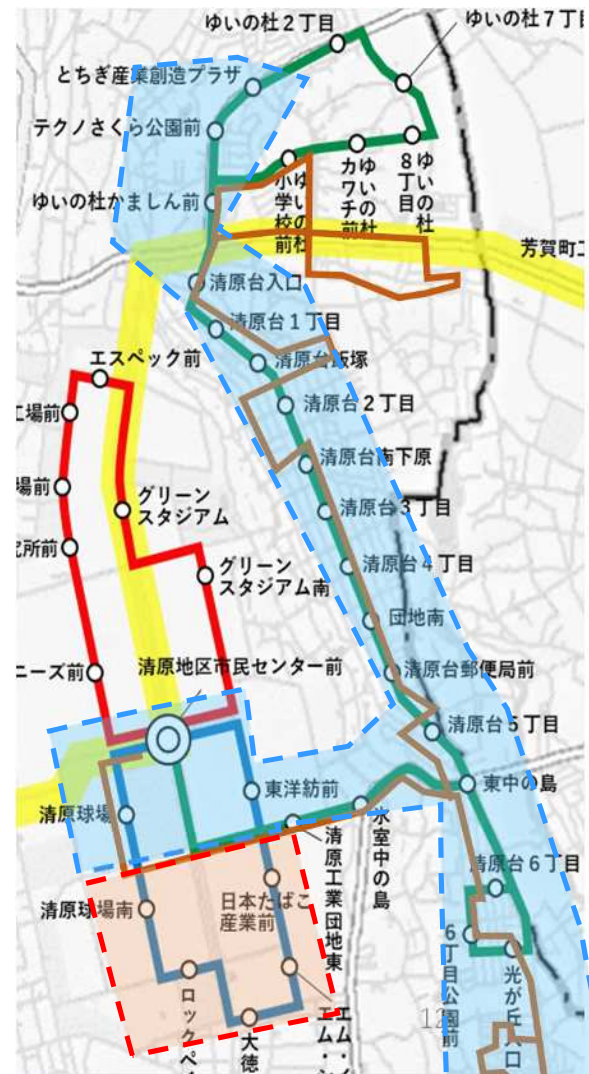 ゆいの杜２丁目
ゆいの杜７丁目
とちぎ産業創造プラザ
テクノさくら公園前
ゆいの杜
８丁目
ゆいの杜
カワチ前
ゆいの杜
小学校前
ゆいの杜かましん前
芳賀町工
清原台入口
清原台１丁目
清原台飯塚
エスペック前
清原台２丁目
工場前
清原台南下原
場前
グリーン
スタジアム
清原台３丁目
究所前
清原台４丁目
グリーン
スタジアム南
団地南
ニーズ前
清原地区市民センター前
清原台郵便局前
清原台５丁目
東中の島
東洋紡前
清原球場
氷室中の島
清原工業団地東
清原台６丁目
日本たばこ
産業前
清原球場南
６丁目公園前
光が丘入口
ロックペイ
大徳
エム・
エム・
12